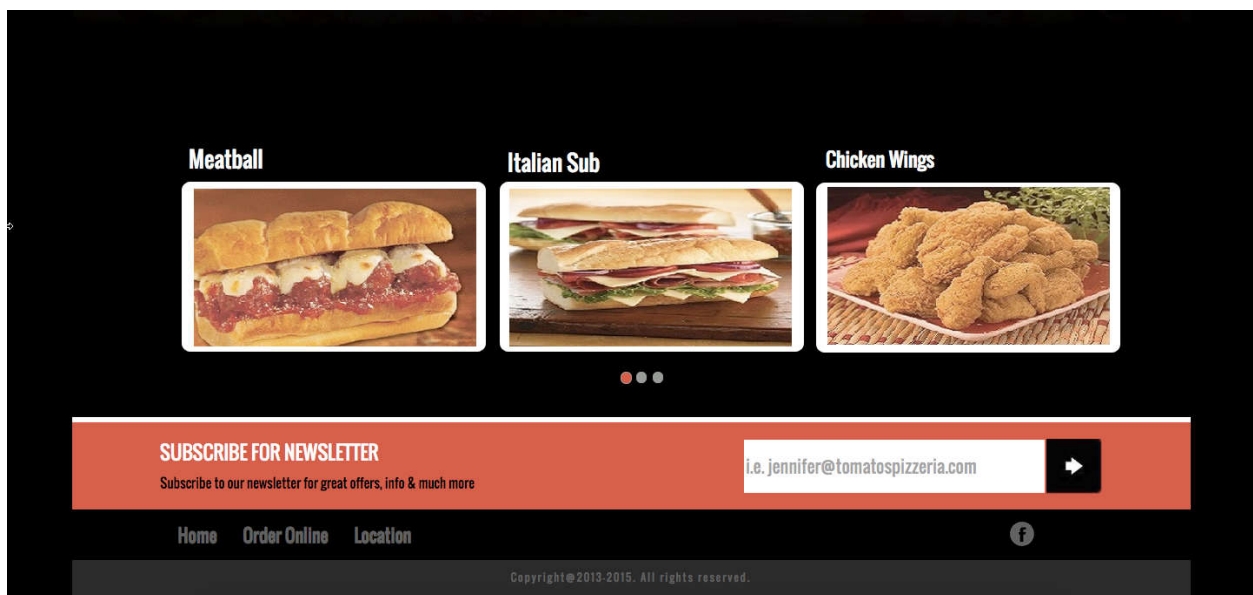 Meatball
Italian Sub
Chicken Wings
SUBSCRIBE FOR NEWSLETTER
Subscribe to our newsletter for great offers, info & much more
i.e. jennifer@tomatospizzeria.com
Home Order Online Location
f
Copyright@2013-2015. All rights reserved.